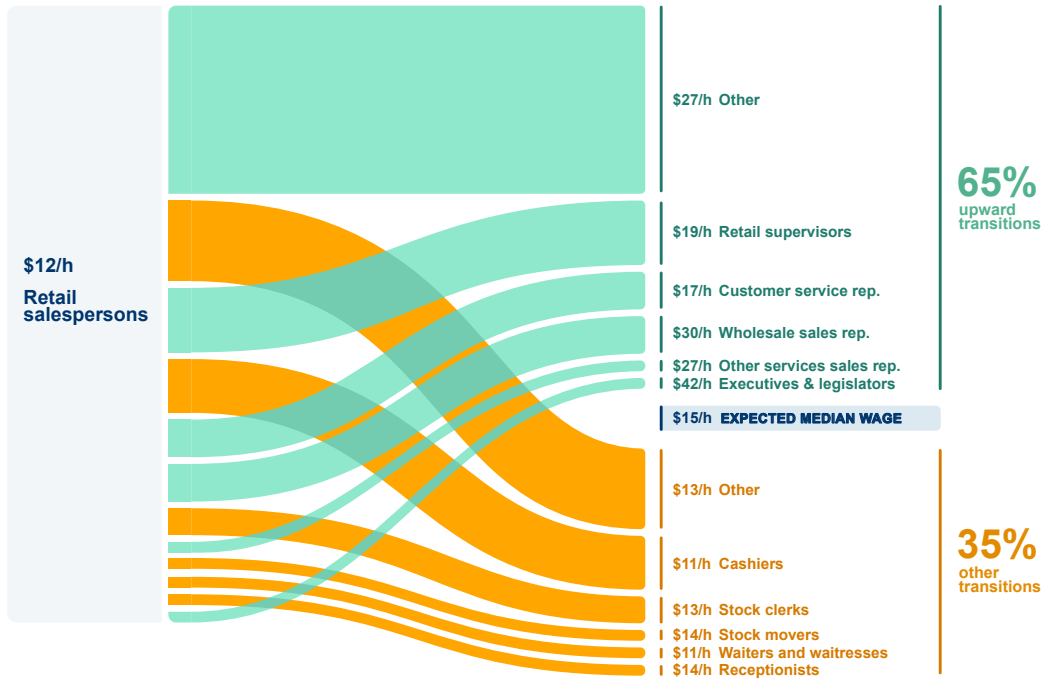 $12/h
Retail
salespersons
$27/h Other
$19/h Retail supervisors
$17/h Customer service rep.
$30/h Wholesale sales rep.
$27/h Other services sales rep.
$42/h Executives & legislators
65%
upward
transitions
$15/h EXPECTED MEDIAN WAGE
$13/h Other
$11/h Cashiers
$13/h Stock clerks
$14/h Stock movers
$11/h Waiters and waitresses
$14/h Receptionists
35%
other
transitions